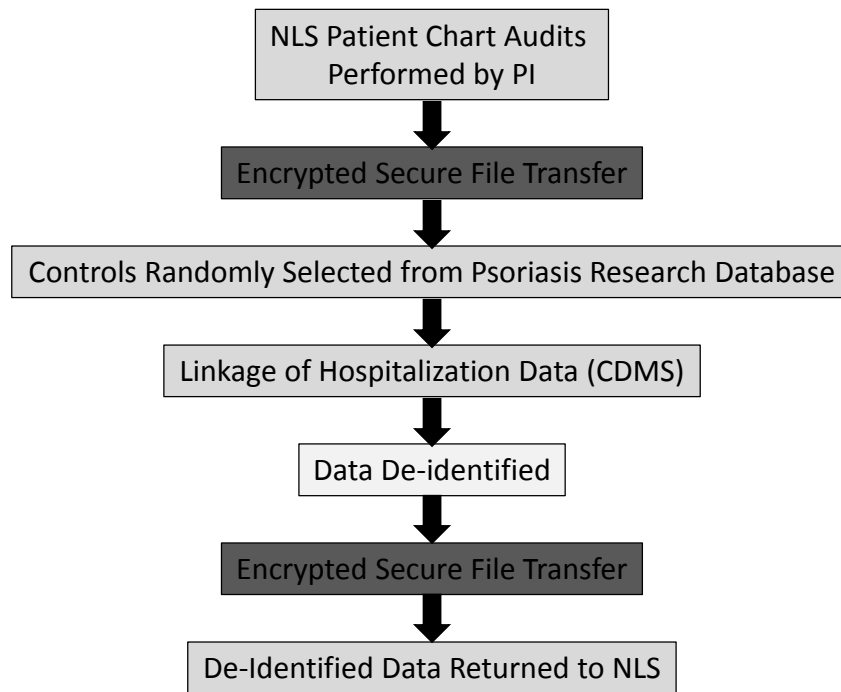 NLS Patient Chart Audits
Performed by PI
Encrypted Secure File Transfer
Controls Randomly Selected from Psoriasis Research Database
Linkage of Hospitalization Data (CDMS)
Data De-identified
Encrypted Secure File Transfer
De-Identified Data Returned to NLS